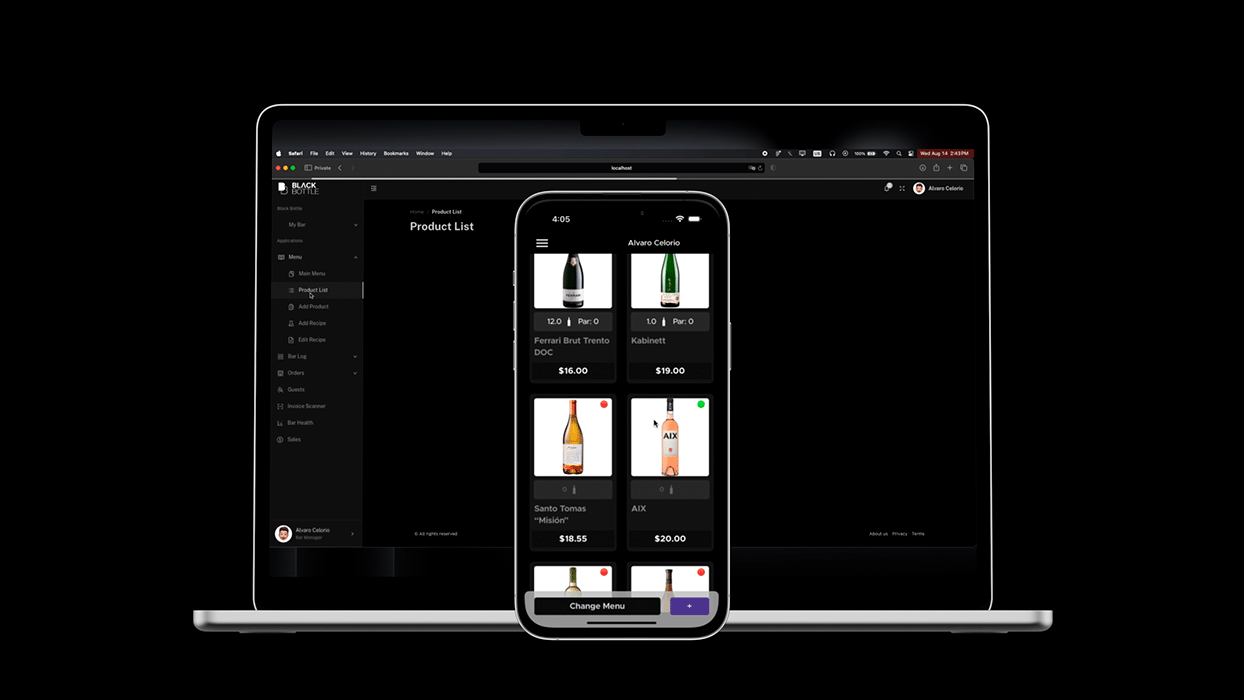 Safari File Edit View History Bookmarks Window Help
US 100% Wed Aug 14 2:43PM
Private
localhost
BLACK
BOTTLE
Alvaro Celorio
Black Bottle
My Bar
Applications
Menu
Main Menu
Product List
Add Product
Add Recipe
Edit Recipe
Bar Log
Orders
Guests
Invoice Scanner
Bar Health
Sales
Alvaro Celorio
Bar Manager
Home Product List
Product List
© All rights reserved
About us Privacy Terms
4:05
Alvaro Celorio
FERRARI
12.0 Par: 0
Ferrari Brut Trento
DOC
$16.00
1.0 Par: 0
Kabinett
$19.00
0
Santo Tomas
“Misión”
$18.55
AIX
0
AIX
$20.00
Change Menu
+